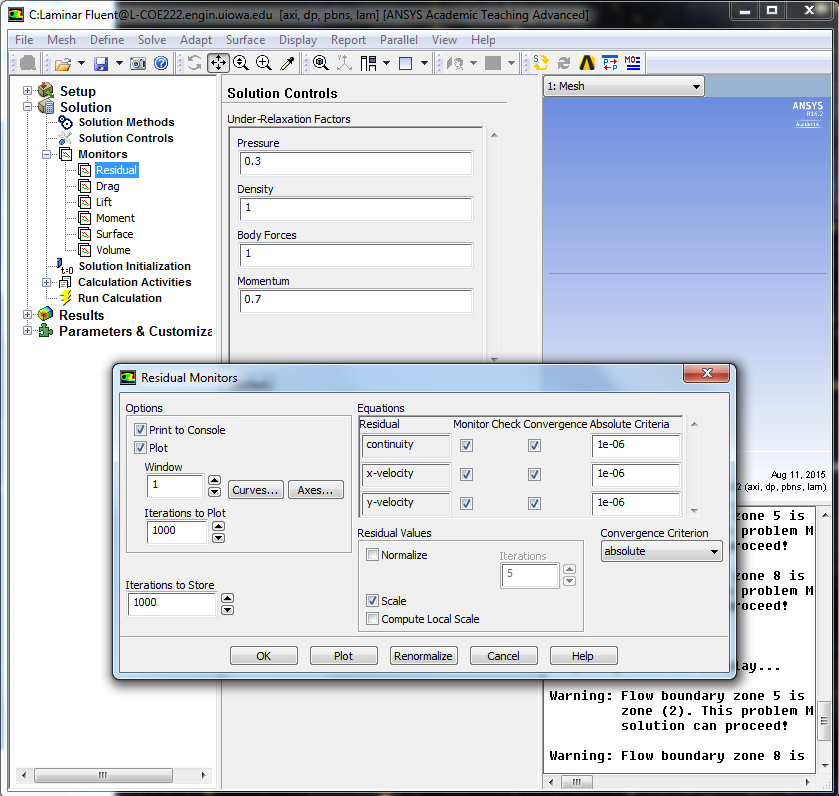 C:Laminar Fluent@L-COE222.engin.uiowa.edu [axi, dp, pbns, lam] [ANSYS Academic Teaching Advanced]
File Mesh Define Solve Adapt Surface Display Report Parallel View Help
Setup
Solution
Solution Methods
Solution Controls
Monitors
Residual
Drag
Lift
Moment
Surface
Volume
Solution Initialization
Calculation Activities
Run Calculation
Results
Parameters & Customiza
Solution Controls
Under-Relaxation Factors
Pressure
0.3
Density
1
Body Forces
1
Momentum
0.7
1: Mesh
ANSYS
R16.2
Academic
Aug 11, 2015
2 (axi, dp, pbns, lam)
Residual Monitors
Options
Print to Console
Plot
Window
1
Curves... Axes...
Iterations to Plot
1000
Iterations to Store
1000
Equations
Residual Monitor Check Convergence Absolute Criteria
continuity 1e-06
x-velocity 1e-06
y-velocity 1e-06
Residual Values
Normalize
Iterations
5
Scale
Compute Local Scale
Convergence Criterion
absolute
OK Plot Renormalize Cancel Help
zone 5 is
problem M
roceed!
zone 8 is
problem M
roceed!
lay...
Warning: Flow boundary zone 5 is
zone (2). This problem M
solution can proceed!
Warning: Flow boundary zone 8 is